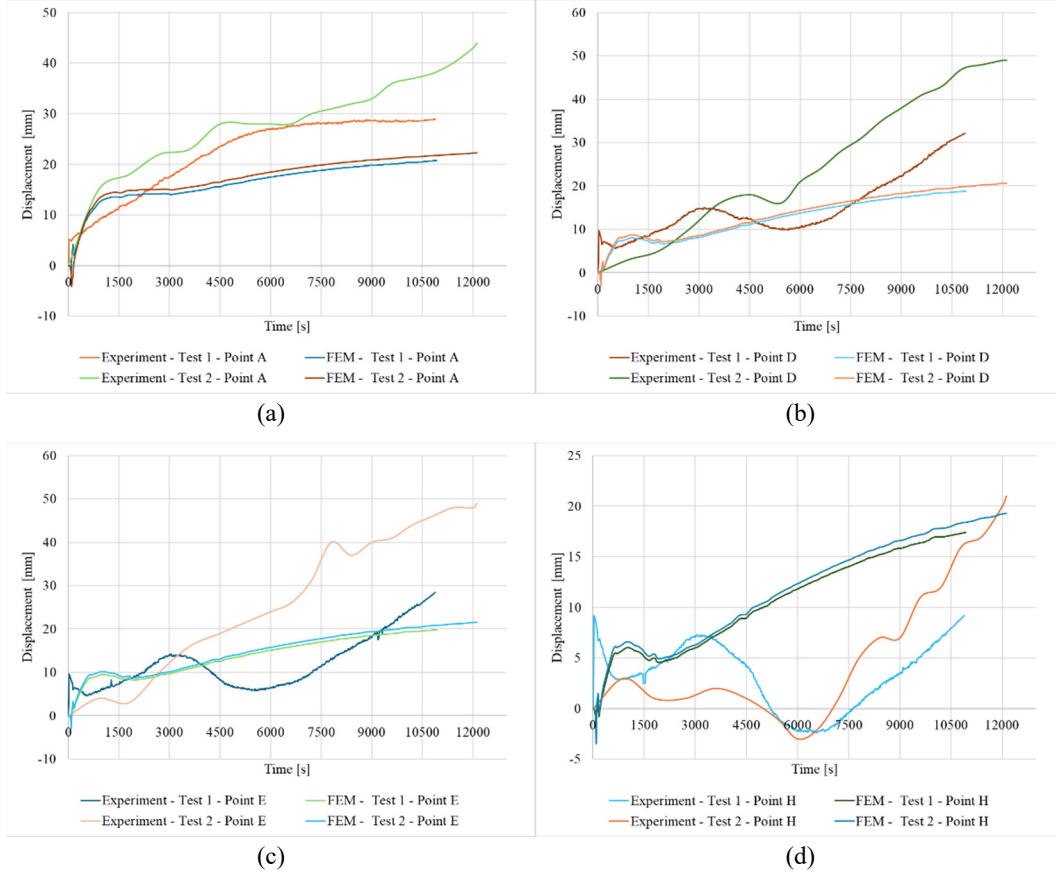 50
40
30
20
10
0
-10
Displacement [mm]
0 1500 3000 4500 6000 7500 9000 10500 12000
Time [s]
Experiment - Test 1 - Point A
FEM - Test 1 - Point A
Experiment - Test 2 - Point A
FEM - Test 2 - Point A
(a)
60
50
40
30
20
10
0
-10
Displacement [mm]
0 1500 3000 4500 6000 7500 9000 10500 12000
Time [s]
Experiment - Test 1 - Point D
FEM - Test 1 - Point D
Experiment - Test 2 - Point D
FEM - Test 2 - Point D
(b)
60
50
40
30
20
10
0
-10
Displacement [mm]
0 1500 3000 4500 6000 7500 9000 10500 12000
Time [s]
Experiment - Test 1 - Point E
FEM - Test 1 - Point E
Experiment - Test 2 - Point E
FEM - Test 2 - Point E
(c)
25
20
15
10
5
0
-5
Displacement [mm]
0 1500 3000 4500 6000 7500 9000 10500 12000
Time [s]
Experiment - Test 1 - Point H
FEM - Test 1 - Point H
Experiment - Test 2 - Point H
FEM - Test 2 - Point H
(d)